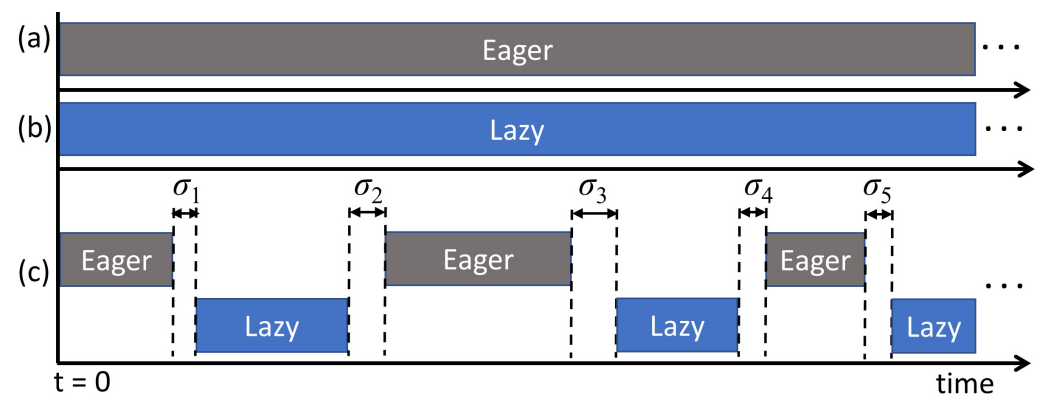 (a) Eager ...
(b) Lazy ...
σ1 σ2 σ3 σ4 σ5
(c) Eager Eager Eager ...
Lazy Lazy Lazy
t = 0 time